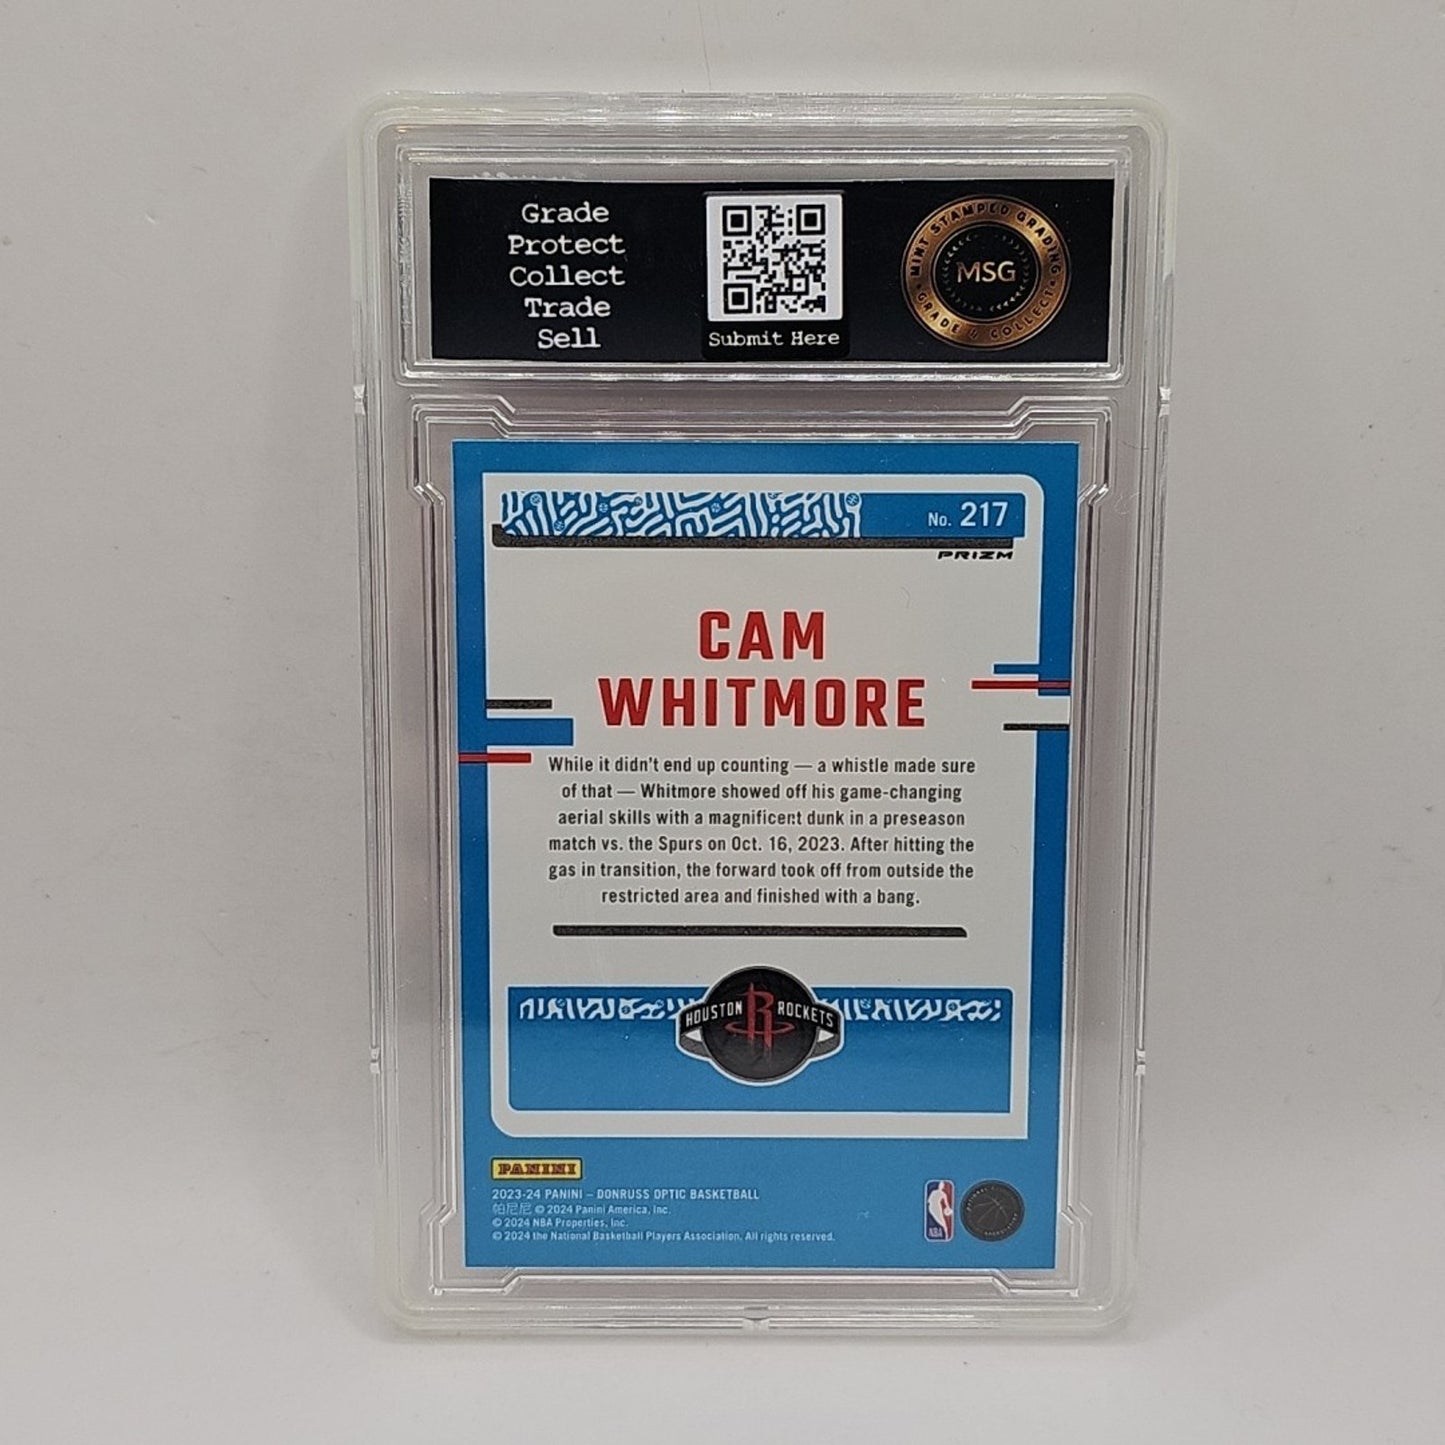 Grade
Protect
Collect
Trade
Sell
Submit Here
MINT STAMPED GRADING
MSG
GRADE & COLLECT
No. 217
PRIZM
CAM
WHITMORE
While it didn't end up counting — a whistle made sure
of that — Whitmore showed off his game-changing
aerial skills with a magnificent dunk in a preseason
match vs. the Spurs on Oct. 16, 2023. After hitting the
gas in transition, the forward took off from outside the
restricted area and finished with a bang.
HOUSTON R ROCKETS
PANINI
2023-24 PANINI – DONRUSS OPTIC BASKETBALL
帕尼尼 © 2024 Panini America, Inc.
© 2024 NBA Properties, Inc.
© 2024 the National Basketball Players Association. All rights reserved.
NBA